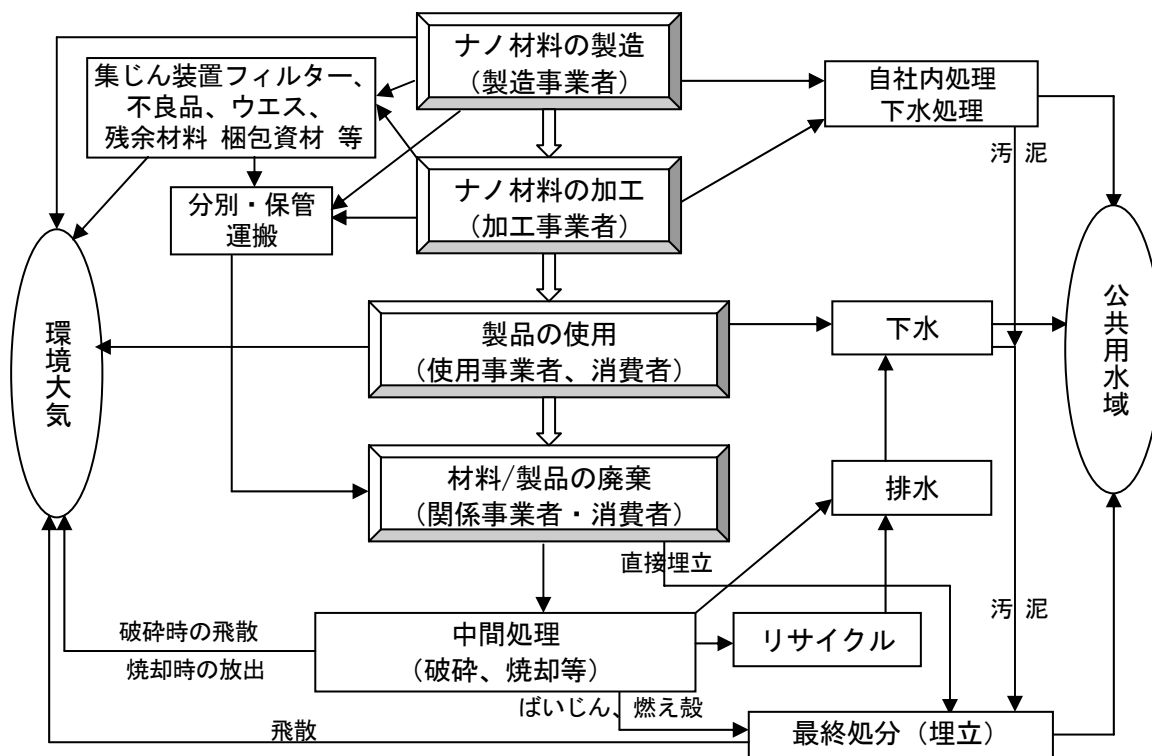 ナノ材料の製造
（製造事業者）
集じん装置フィルター、
不良品、ウエス、
残余材料 梱包資材 等
自社内処理
下水処理
汚 泥
ナノ材料の加工
（加工事業者）
分別・保管
運搬
環境大気
製品の使用
（使用事業者、消費者）
下水
公共用水域
材料/製品の廃棄
（関係事業者・消費者）
排水
直接埋立
汚 泥
破砕時の飛散
焼却時の放出
中間処理
（破砕、焼却等）
リサイクル
ばいじん、燃え殻
飛散
最終処分（埋立）